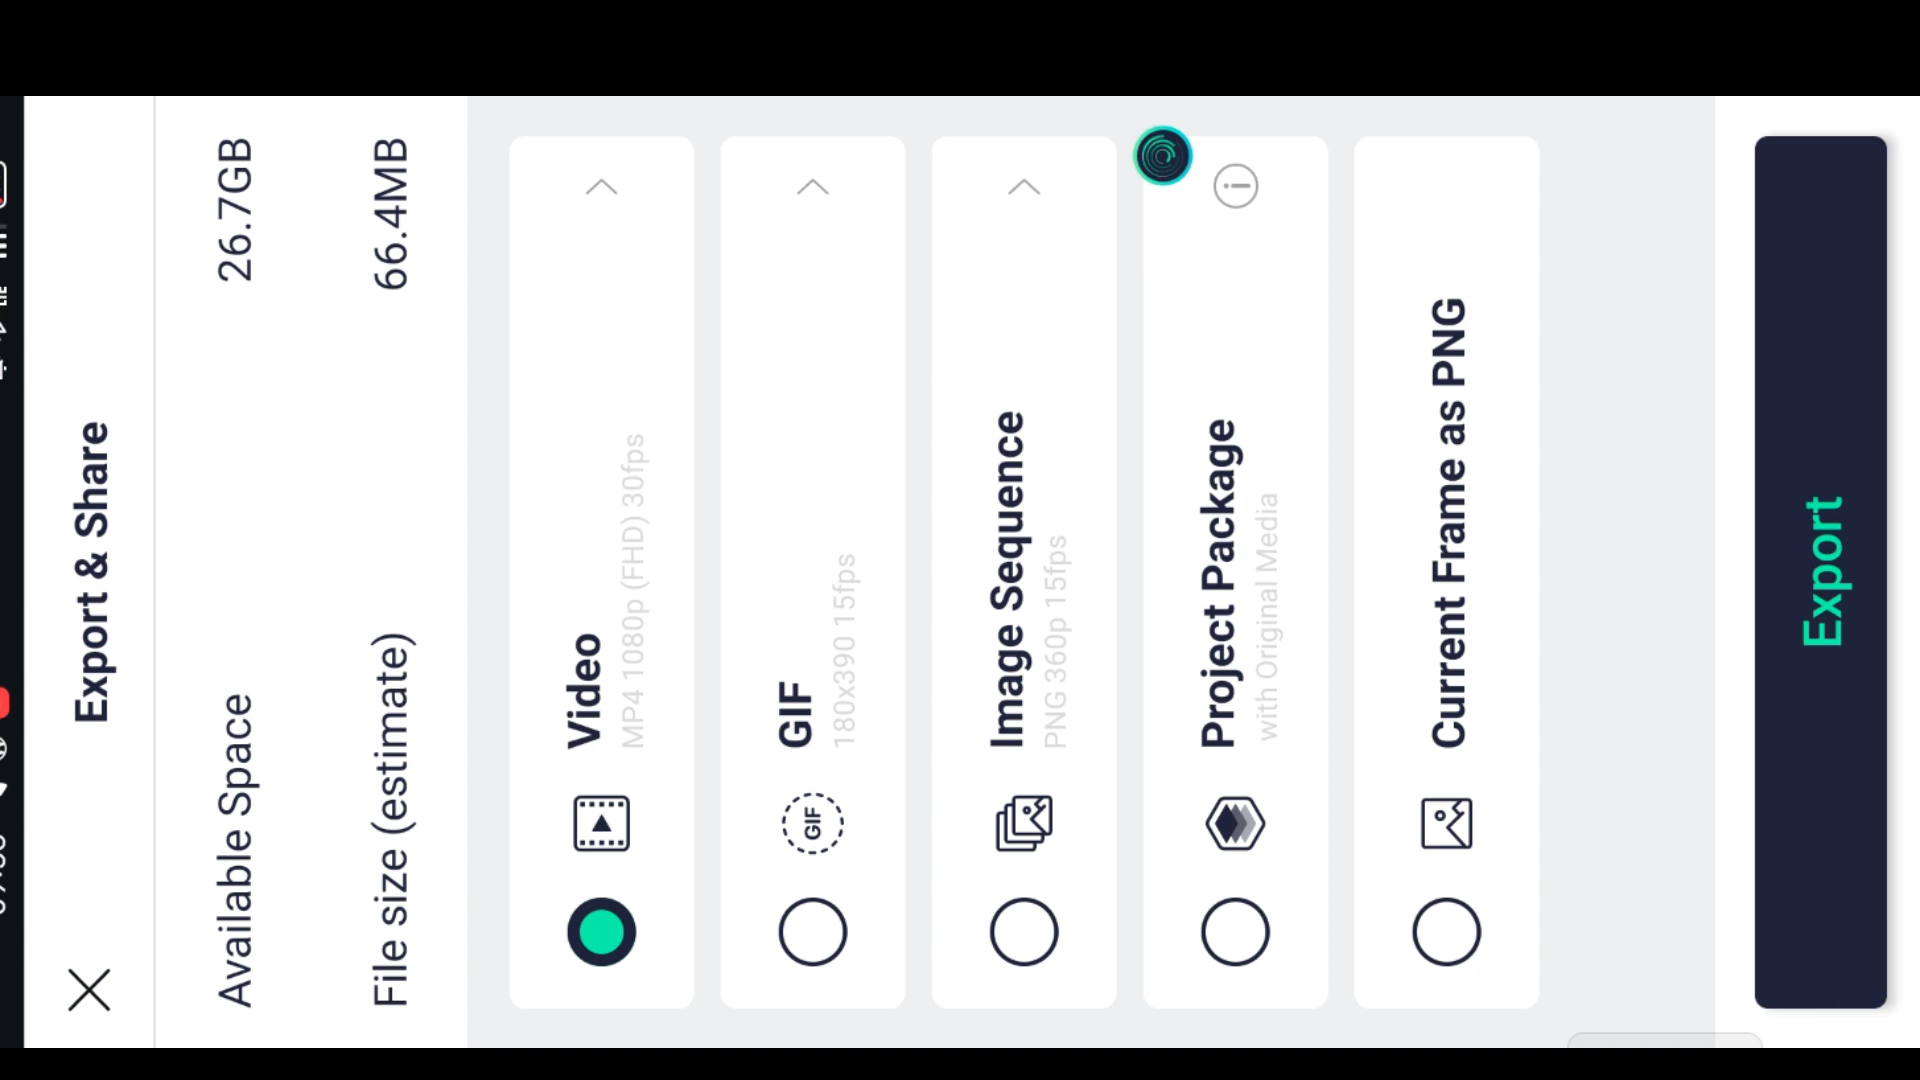 Export & Share
Available Space 26.7GB
File size (estimate) 66.4MB
Video
MP4 1080p (FHD) 30fps
GIF
GIF
180x390 15fps
Image Sequence
PNG 360p 15fps
Project Package
with Original Media
Current Frame as PNG
Export